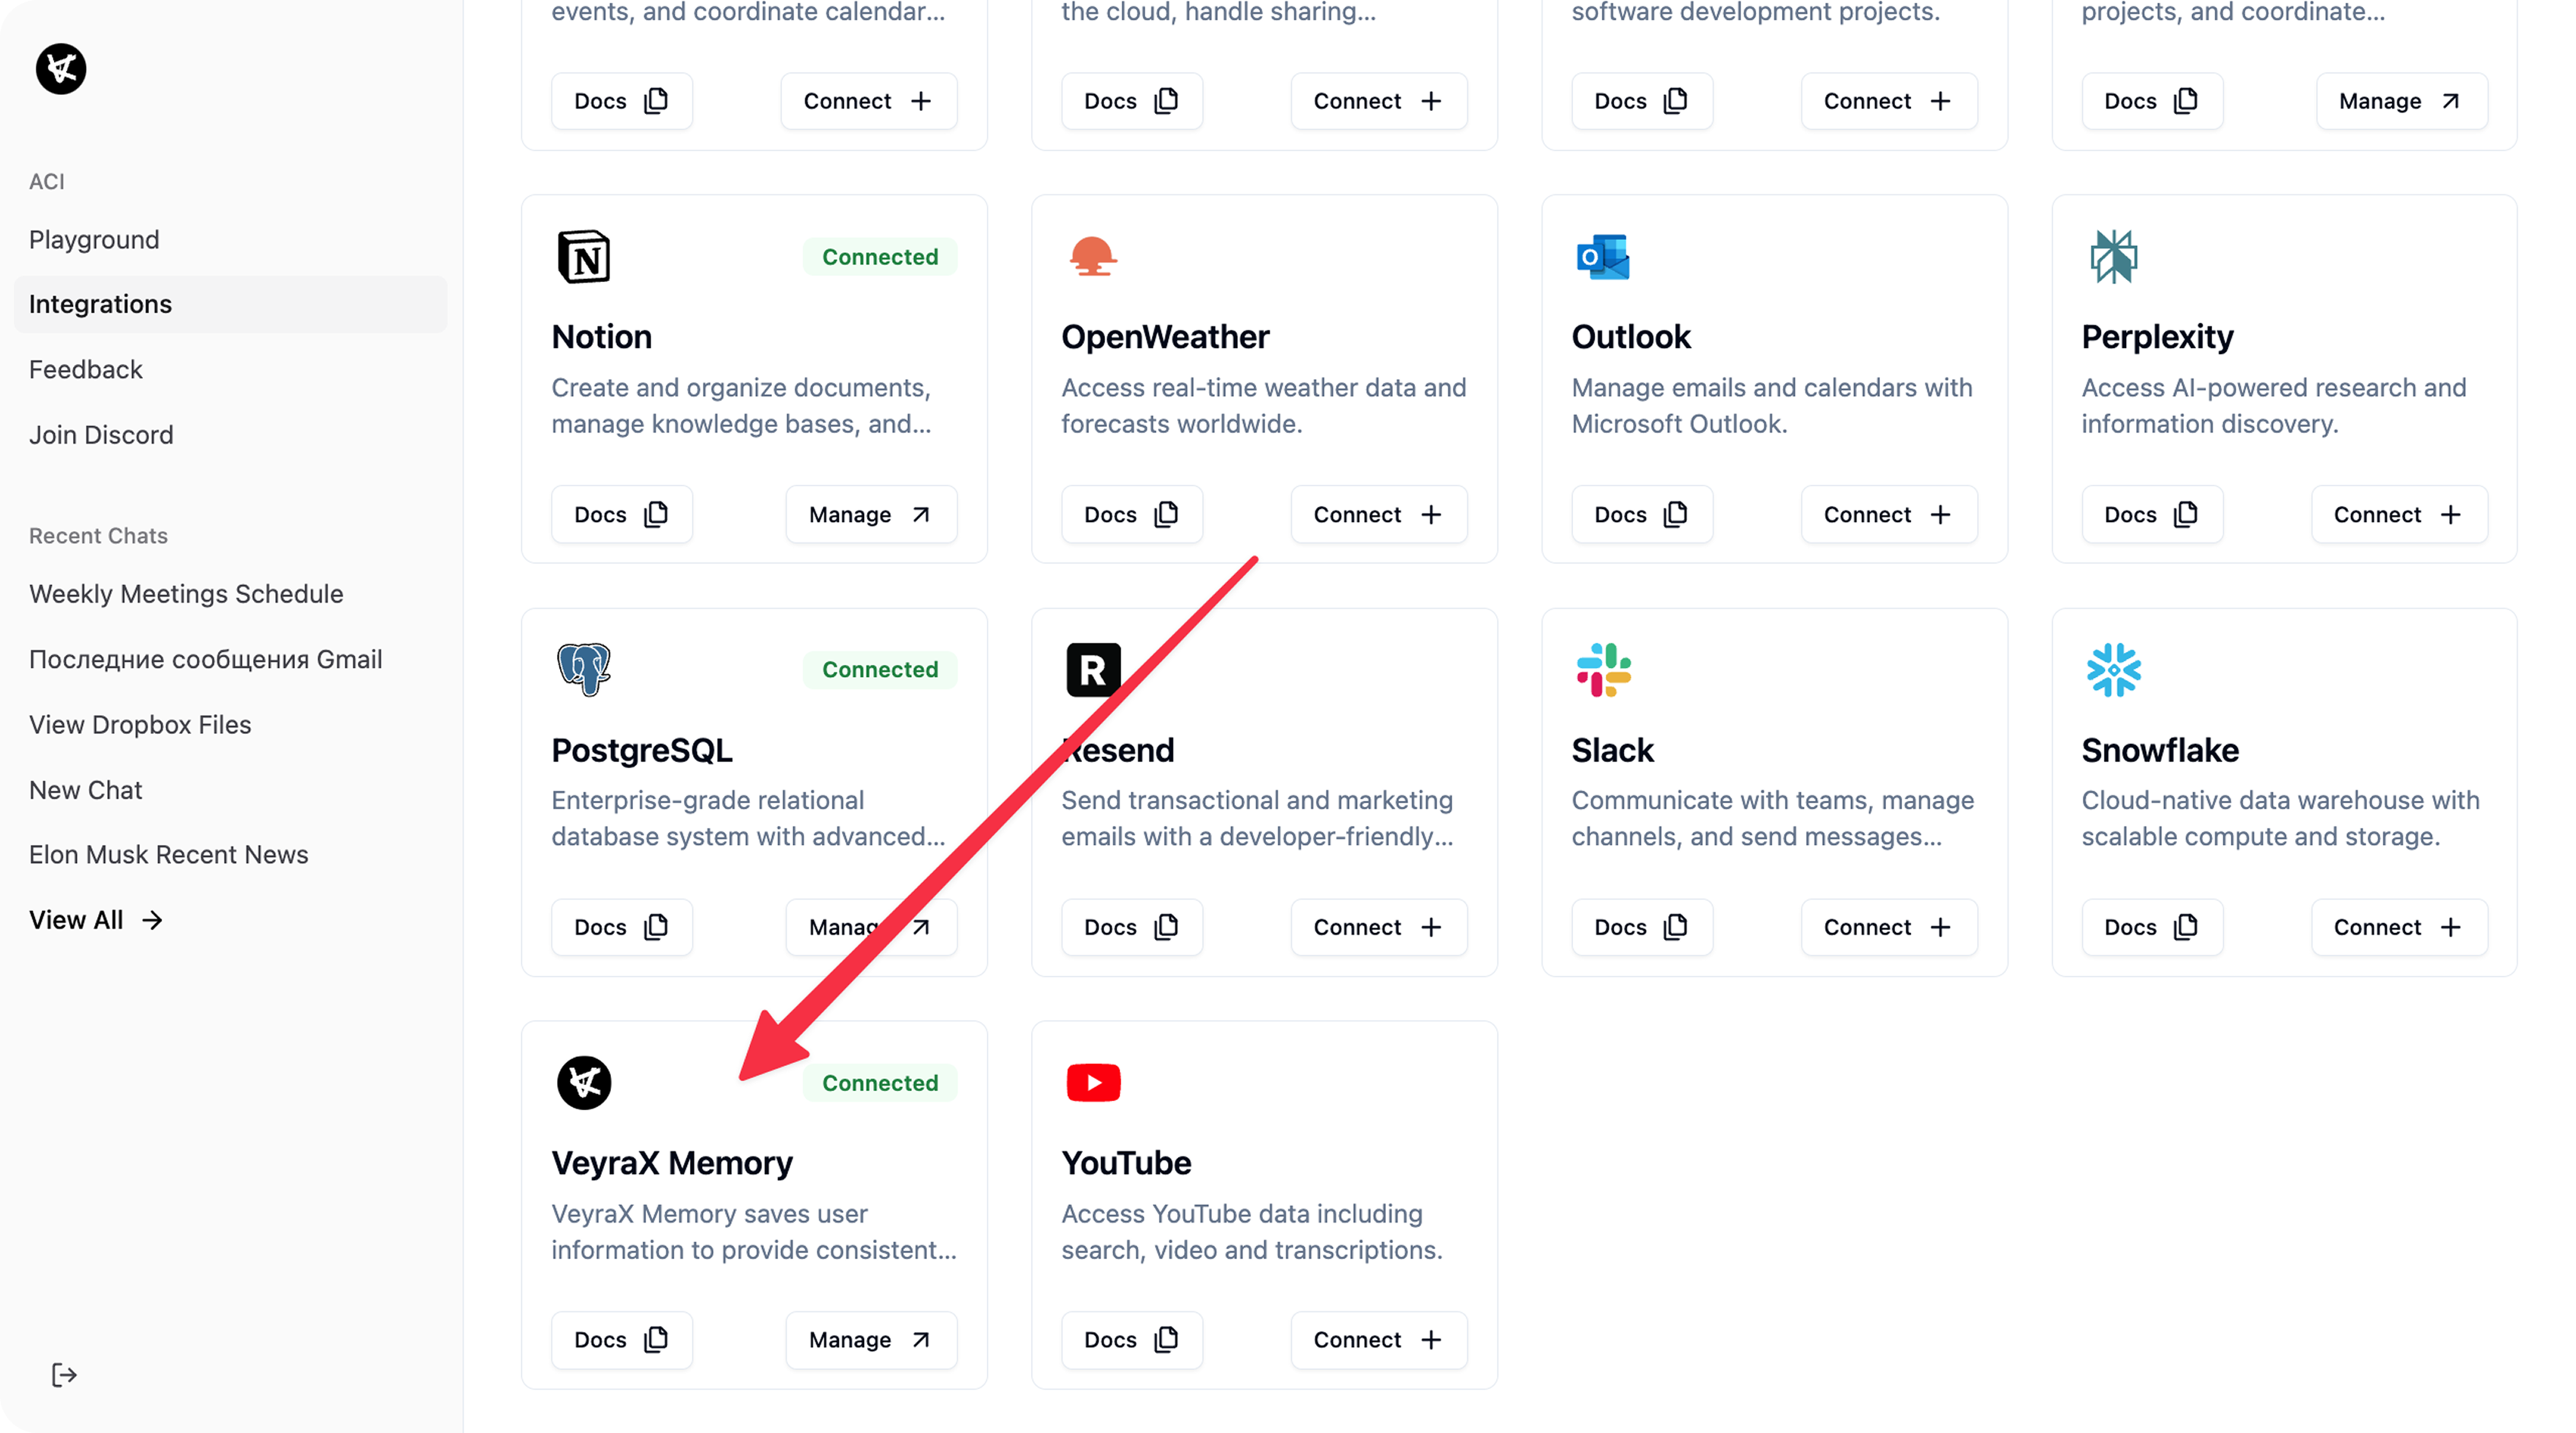 ACI
Playground
Integrations
Feedback
Join Discord
Recent Chats
Weekly Meetings Schedule
Последние сообщения Gmail
View Dropbox Files
New Chat
Elon Musk Recent News
View All
events, and coordinate calendar...
Docs
Connect
the cloud, handle sharing...
Docs
Connect
software development projects.
Docs
Connect
projects, and coordinate...
Docs
Manage
Connected
Notion
Create and organize documents,
manage knowledge bases, and...
Docs
Manage
OpenWeather
Access real-time weather data and
forecasts worldwide.
Docs
Connect
Outlook
Manage emails and calendars with
Microsoft Outlook.
Docs
Connect
Perplexity
Access AI-powered research and
information discovery.
Docs
Connect
Connected
PostgreSQL
Enterprise-grade relational
database system with advanced...
Docs
Manage
R
Resend
Send transactional and marketing
emails with a developer-friendly...
Docs
Connect
Slack
Communicate with teams, manage
channels, and send messages...
Docs
Connect
Snowflake
Cloud-native data warehouse with
scalable compute and storage.
Docs
Connect
Connected
VeyraX Memory
VeyraX Memory saves user
information to provide consistent...
Docs
Manage
YouTube
Access YouTube data including
search, video and transcriptions.
Docs
Connect